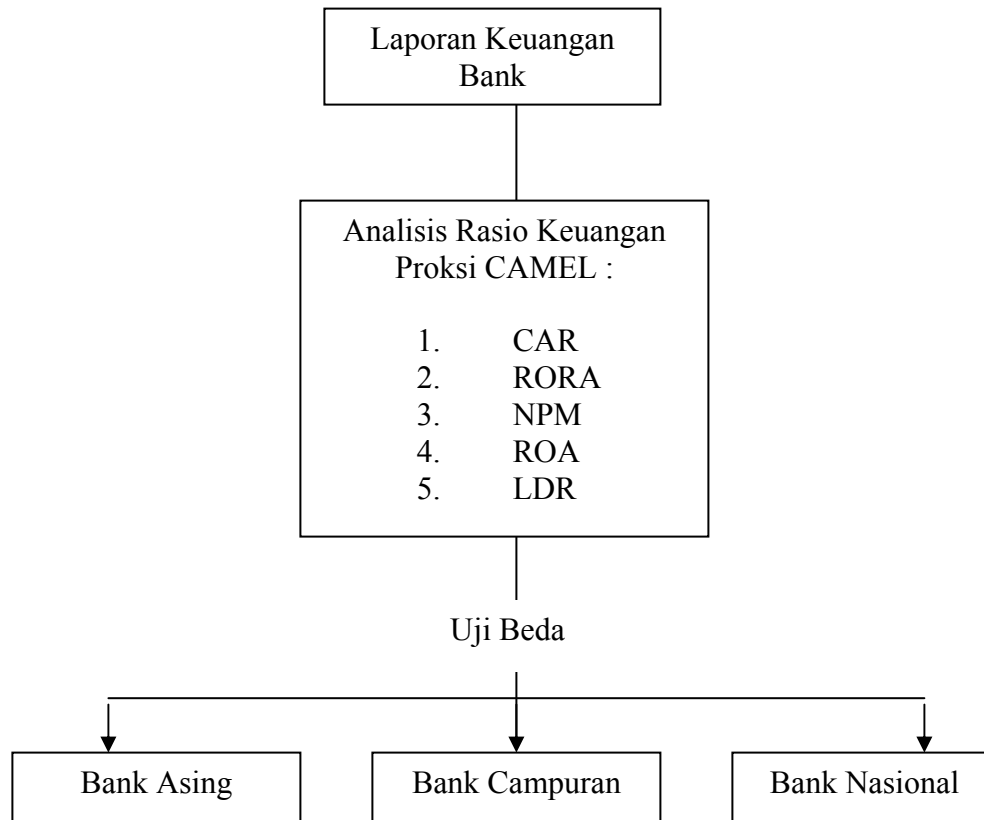 Laporan Keuangan
Bank
Analisis Rasio Keuangan
Proksi CAMEL :
1. CAR
2. RORA
3. NPM
4. ROA
5. LDR
Uji Beda
Bank Asing
Bank Campuran
Bank Nasional